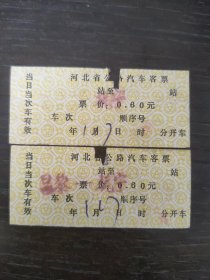 当日当次车有效
河北省公路汽车客票
站至 站
票价：0.60元
车次 顺序号
年1月7日 时 分开车
当日当次车有效
河北省公路汽车客票
站至 站
票价：0.60元
车次 顺序号
年 月 日 时 分开车